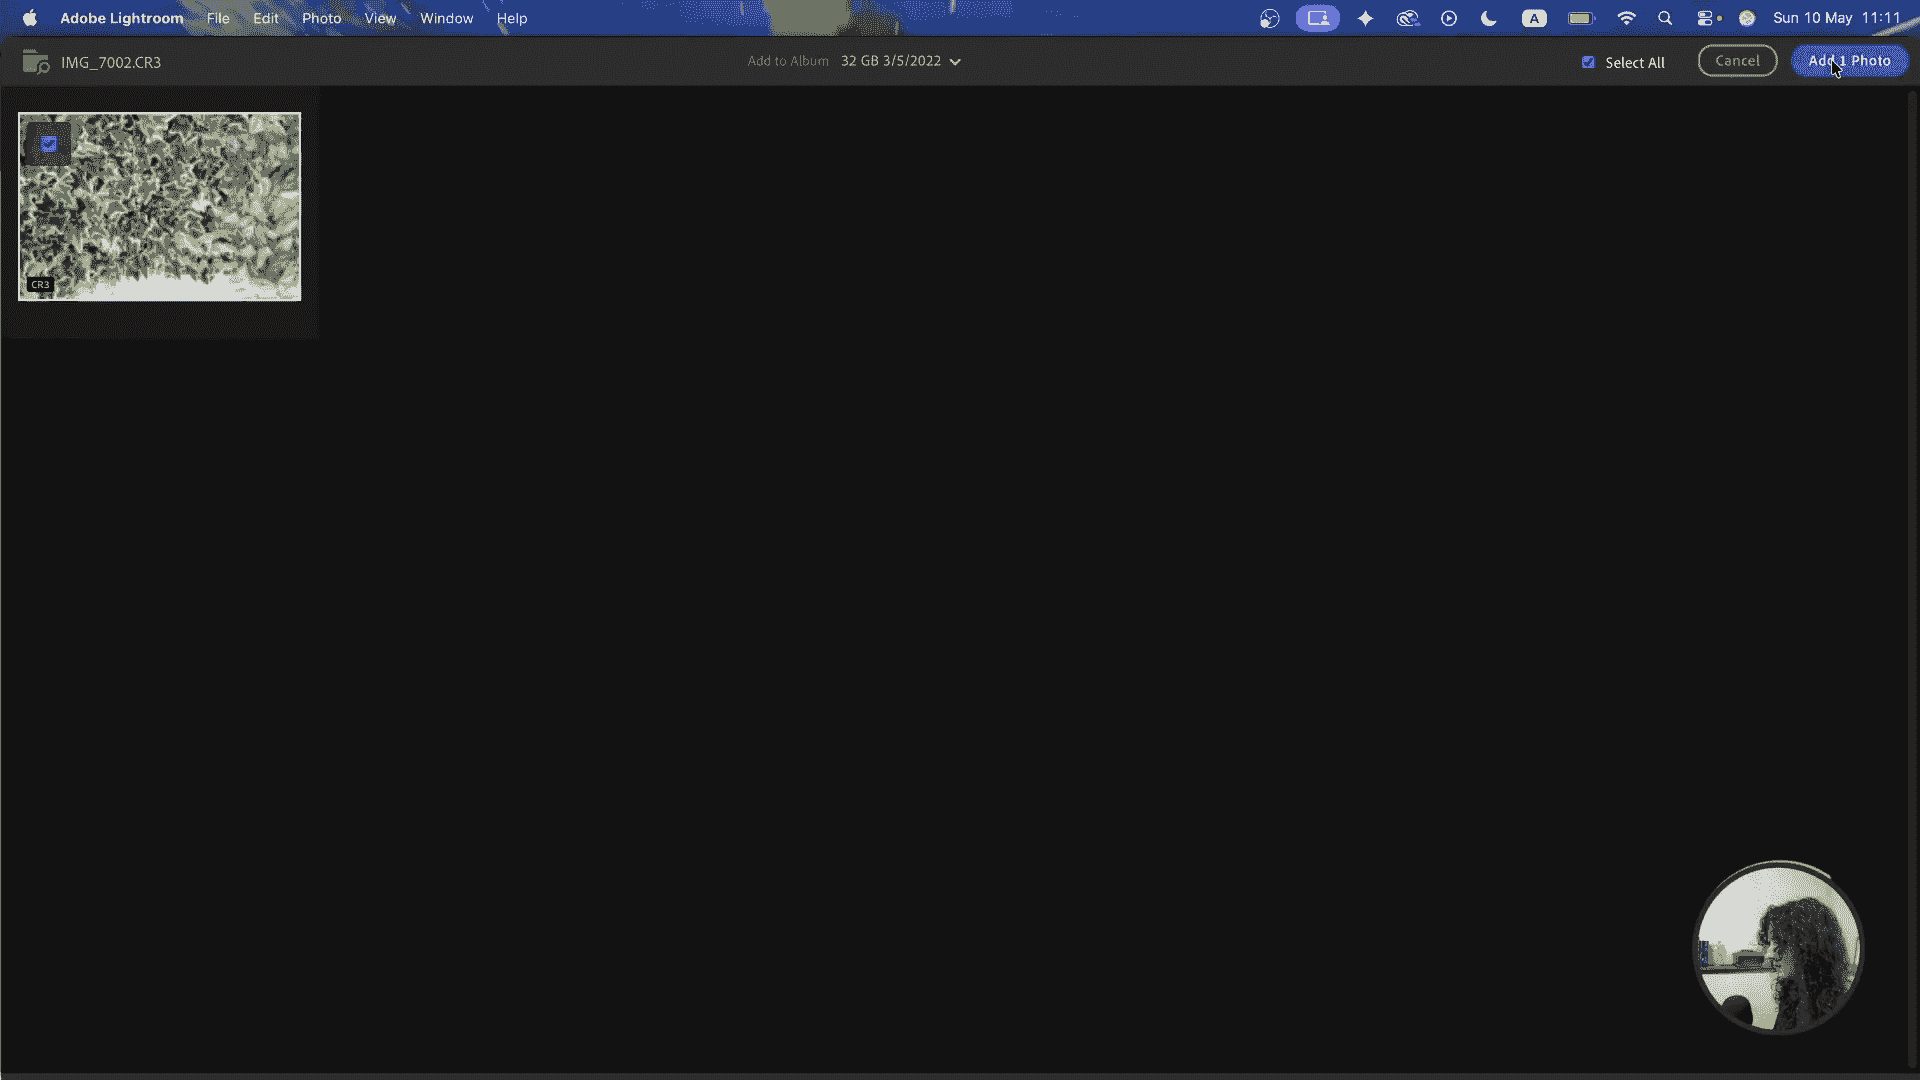 Adobe Lightroom File Edit Photo View Window Help A Sun 10 May 11:11
IMG_7002.CR3 Add to Album 32 GB 3/5/2022 Select All Cancel Add 1 Photo
CR3